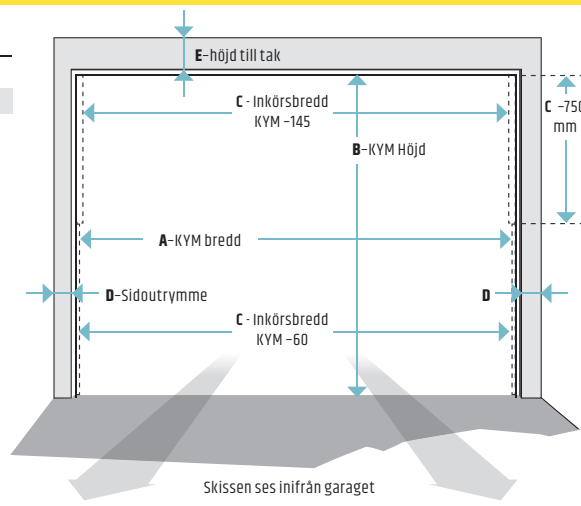 E-höjd till tak
C - Inkörsbredd
KYM -145
C -750
mm
B-KYM Höjd
A-KYM bredd
D-Sidoutrymme
D
C - Inkörsbredd
KYM -60
Skissen ses inifrån garaget